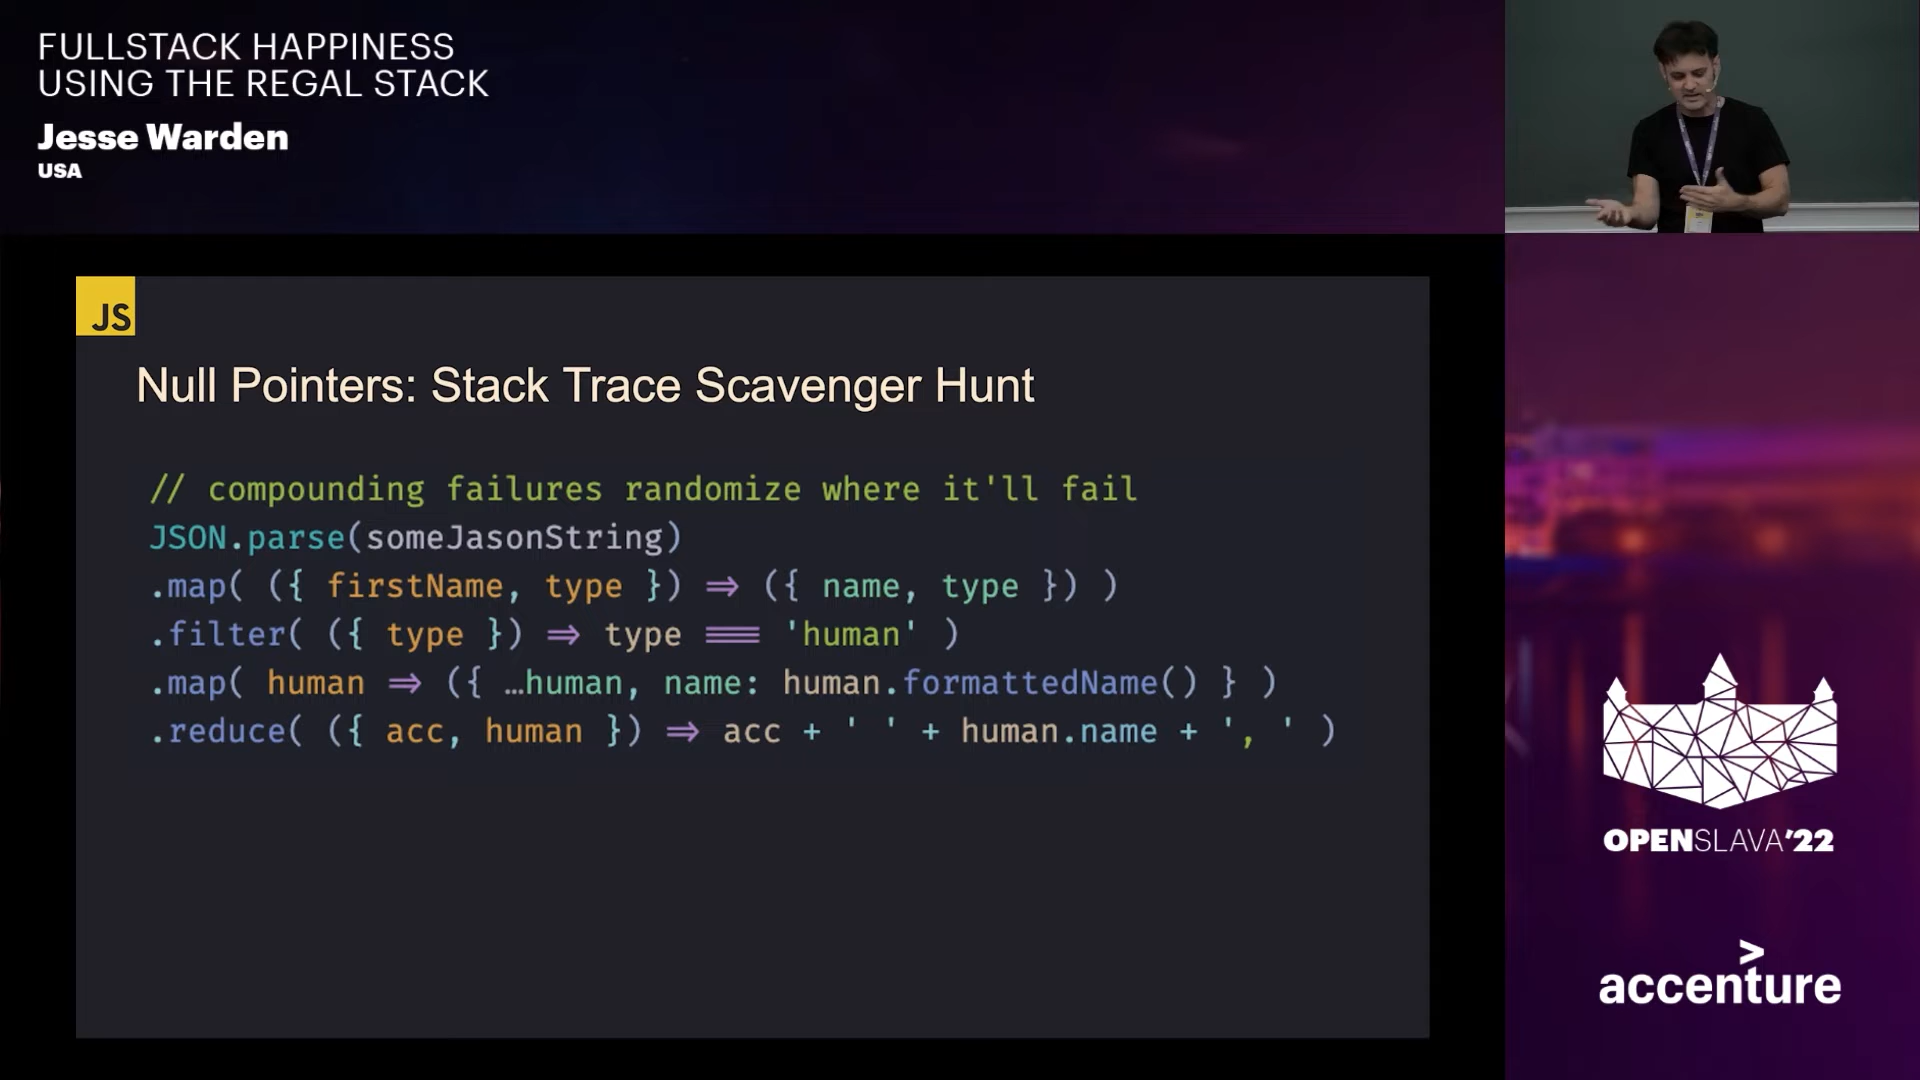 FULLSTACK HAPPINESS
USING THE REGAL STACK
Jesse Warden
USA
JS
Null Pointers: Stack Trace Scavenger Hunt
// compounding failures randomize where it'll fail
JSON.parse(someJasonString)
.map( ({ firstName, type }) ⇒ ({ name, type }) )
.filter( ({ type }) ⇒ type === 'human' )
.map( human ⇒ ({ …human, name: human.formattedName() } )
.reduce( ({ acc, human }) ⇒ acc + ' ' + human.name + ', ' )
OPENSLAVA'22
accenture